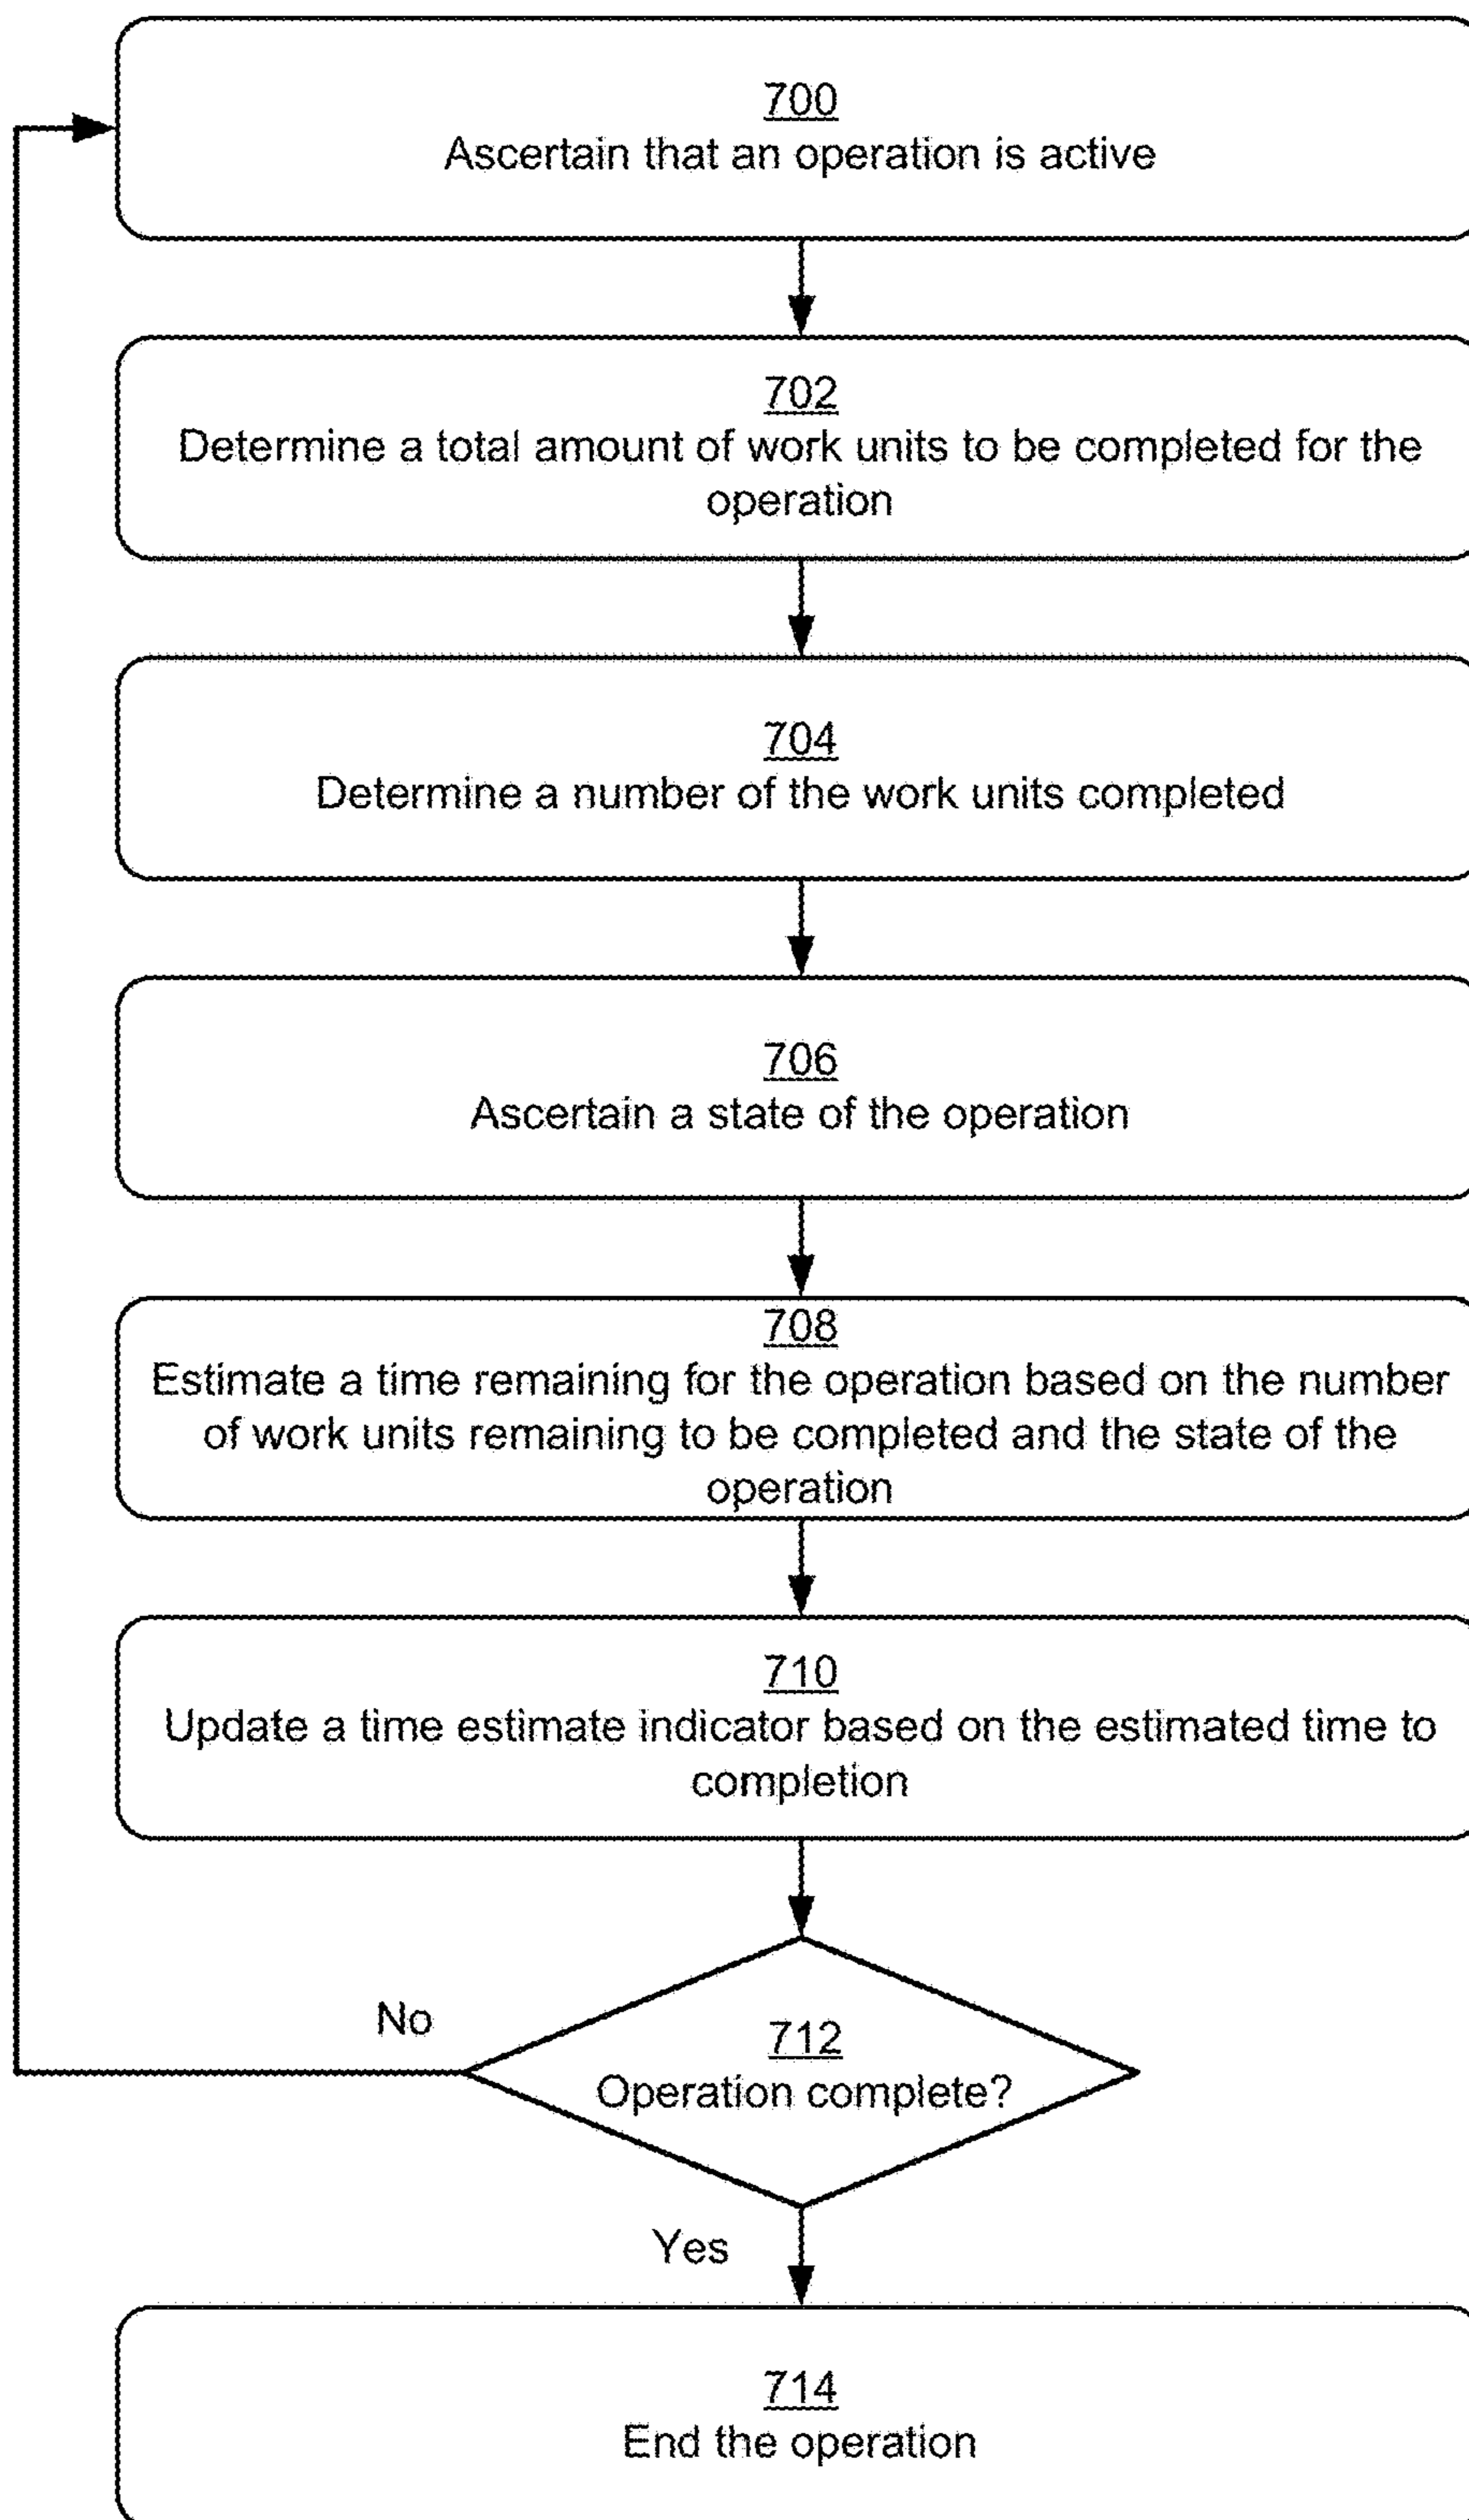 700
Ascertain that an operation is active
702
Determine a total amount of work units to be completed for the
operation
704
Determine a number of the work units completed
706
Ascertain a state of the operation
708
Estimate a time remaining for the operation based on the number
of work units remaining to be completed and the state of the
operation
710
Update a time estimate indicator based on the estimated time to
completion
No
712
Operation complete?
Yes
714
End the operation